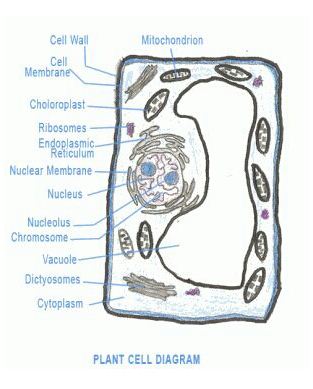 Cell Wall
Mitochondrion
Cell
Membrane
Choloroplast
Ribosomes
Endoplasmic
Reticulum
Nuclear Membrane
Nucleus
Nucleolus
Chromosome
Vacuole
Dictyosomes
Cytoplasm
PLANT CELL DIAGRAM